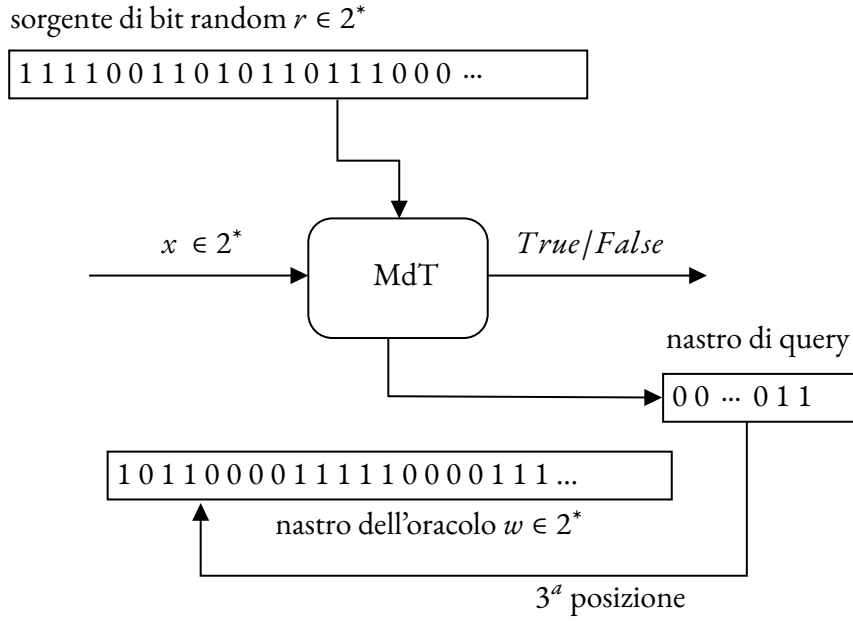 sorgente di bit random r ∈ 2*
1 1 1 1 0 0 1 1 0 1 0 1 1 0 1 1 1 0 0 0 ...
x ∈ 2*
True/False
MdT
nastro di query
0 0 ... 0 1 1
1 0 1 1 0 0 0 0 1 1 1 1 1 0 0 0 0 1 1 1 ...
nastro dell'oracolo w ∈ 2*
3ª posizione